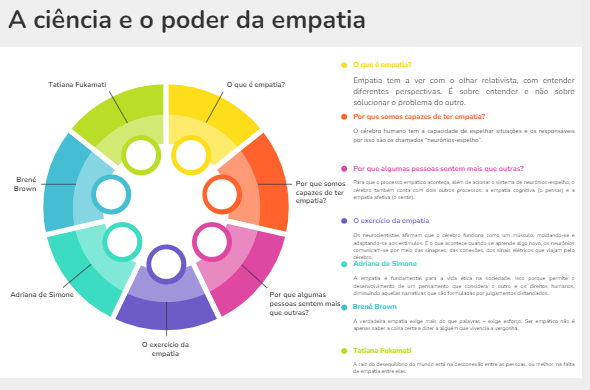 A ciência e o poder da empatia
Tatiana Fukamati
O que é empatia?
Brené
Brown
Por que somos
capazes de ter
empatia?
Adriana de Simone
Por que algumas
pessoas sentem mais
que outras?
O exercício da
empatia
O que é empatia?
Empatia tem a ver com o olhar relativista, com entender
diferentes perspectivas. É sobre entender e não sobre
solucionar o problema do outro.
Por que somos capazes de ter empatia?
O cérebro humano tem a capacidade de espelhar situações e os responsáveis
por isso são os chamados "neurônios-espelho".
Por que algumas pessoas sentem mais que outras?
Para que o processo empático aconteça, além de acionar o sistema de neurônios-espelho, o
cérebro também conta com dois outros processos: a empatia cognitiva (o pensar) e a
empatia afetiva (o sentir).
O exercício da empatia
Os neurocientistas afirmam que o cérebro funciona como um músculo, moldando-se e
adaptando-se aos estímulos. É o que acontece quando se aprende algo novo, os neurônios
comunicam-se por meio das sinapses, das conexões, dos sinais elétricos que viajam pelo
cérebro.
Adriana de Simone
A empatia é fundamental para a vida ética na sociedade. Isso porque permite o
desenvolvimento de um pensamento que considera o outro e os direitos humanos,
diminuindo aquelas narrativas que são formuladas por julgamentos distanciados.
Brené Brown
A verdadeira empatia exige mais do que palavras – exige esforço. Ser empático não é
apenas saber a coisa certa a dizer a alguém que vivencia a vergonha.
Tatiana Fukamati
A raiz do desequilíbrio do mundo está na desconexão entre as pessoas, ou melhor, na falta
de empatia entre elas.